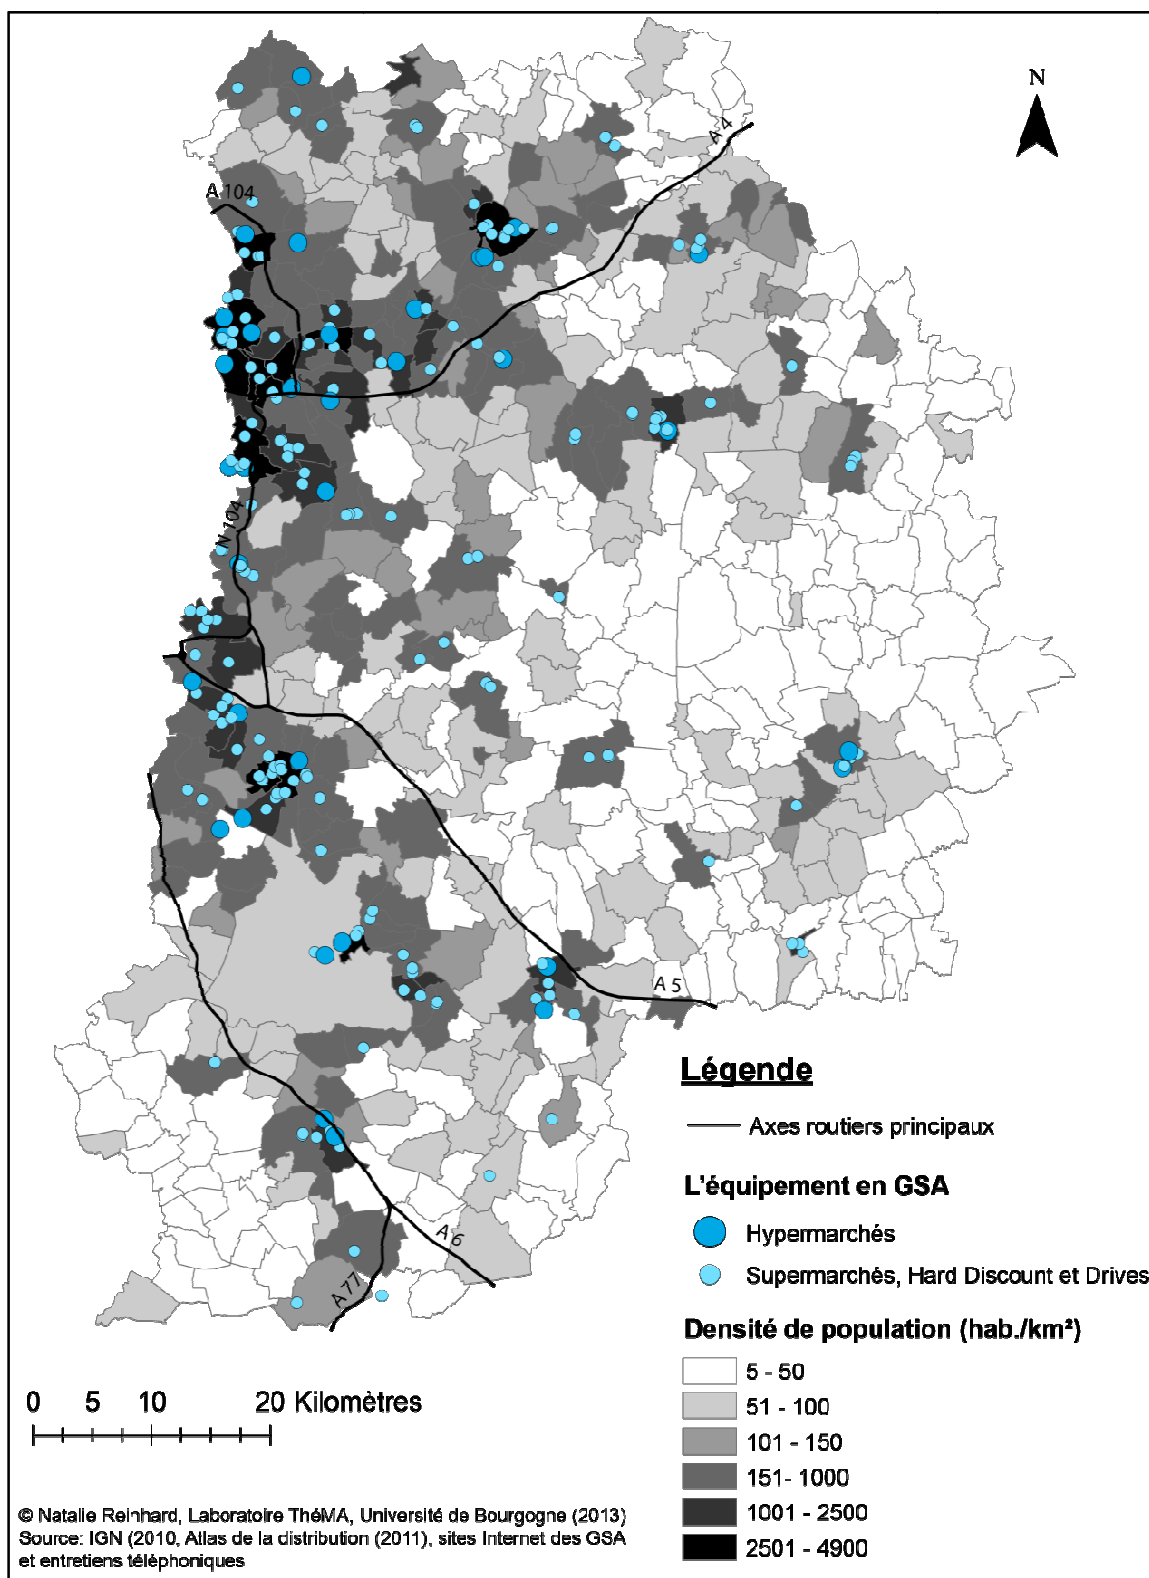 N
A 4
A 104
N 104
A 5
A 6
A 77
Légende
Axes routiers principaux
L'équipement en GSA
Hypermarchés
Supermarchés, Hard Discount et Drives
Densité de population (hab./km²)
5 - 50
51 - 100
101 - 150
151- 1000
1001 - 2500
2501 - 4900
0 5 10 20 Kilomètres
© Natalie Reinhard, Laboratoire ThéMA, Université de Bourgogne (2013)
Source: IGN (2010, Atlas de la distribution (2011), sites Internet des GSA
et entretiens téléphoniques